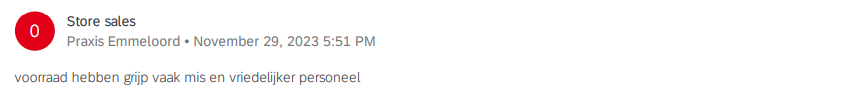 0
Store sales
Praxis Emmeloord • November 29, 2023 5:51 PM
voorraad hebben grijp vaak mis en vriedelijker personeel